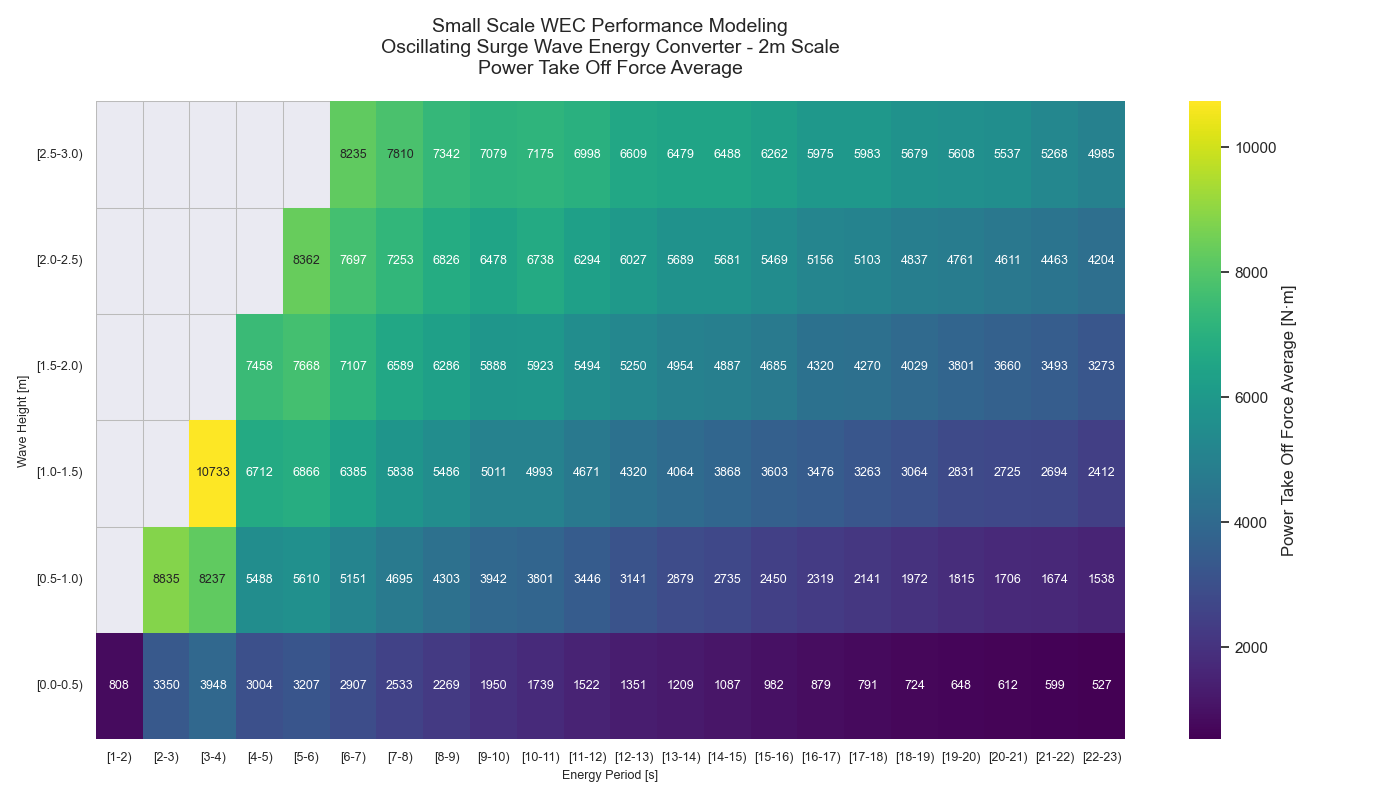 Small Scale WEC Performance Modeling
Oscillating Surge Wave Energy Converter - 2m Scale
Power Take Off Force Average
[2.5-3.0) 8235 7810 7342 7079 7175 6998 6609 6479 6488 6262 5975 5983 5679 5608 5537 5268 4985
[2.0-2.5) 8362 7697 7253 6826 6478 6738 6294 6027 5689 5681 5469 5156 5103 4837 4761 4611 4463 4204
[1.5-2.0) 7458 7668 7107 6589 6286 5888 5923 5494 5250 4954 4887 4685 4320 4270 4029 3801 3660 3493 3273
[1.0-1.5) 10733 6712 6866 6385 5838 5486 5011 4993 4671 4320 4064 3868 3603 3476 3263 3064 2831 2725 2694 2412
[0.5-1.0) 8835 8237 5488 5610 5151 4695 4303 3942 3801 3446 3141 2879 2735 2450 2319 2141 1972 1815 1706 1674 1538
[0.0-0.5) 808 3350 3948 3004 3207 2907 2533 2269 1950 1739 1522 1351 1209 1087 982 879 791 724 648 612 599 527
[1-2) [2-3) [3-4) [4-5) [5-6) [6-7) [7-8) [8-9) [9-10) [10-11) [11-12) [12-13) [13-14) [14-15) [15-16) [16-17) [17-18) [18-19) [19-20) [20-21) [21-22) [22-23)
Energy Period [s]
Wave Height [m]
10000
8000
6000
4000
2000
Power Take Off Force Average [N·m]